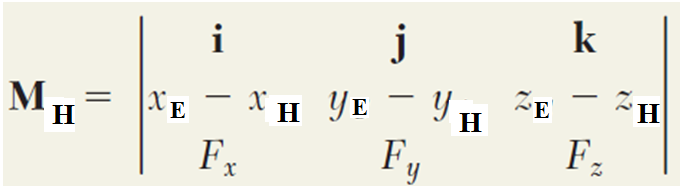 i j k
M_H = | x_E − x_H y_E − y_H z_E − z_H |
F_x F_y F_z